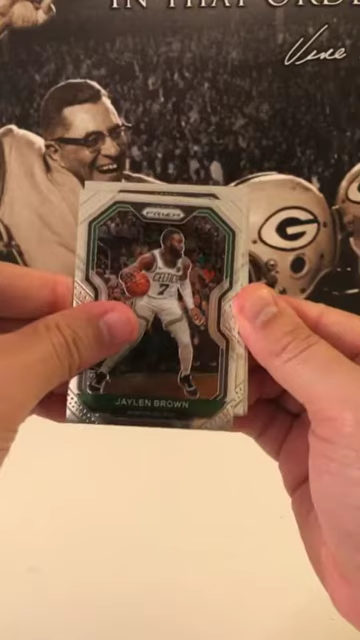 IN THAT ORDE
Vince
G
PRIZM
CELTICS
7
JAYLEN BROWN